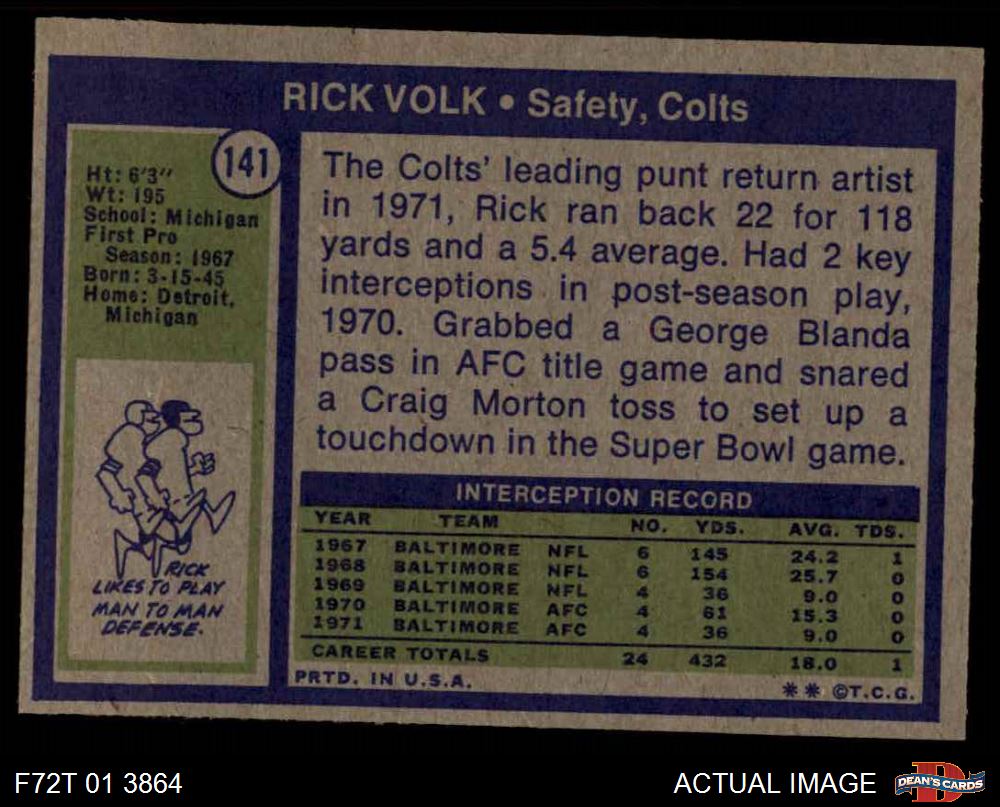 RICK VOLK • Safety, Colts
141
Ht: 6'3"
Wt: 195
School: Michigan
First Pro
Season: 1967
Born: 3-15-45
Home: Detroit,
Michigan
RICK
LIKES TO PLAY
MAN TO MAN
DEFENSE.
The Colts' leading punt return artist
in 1971, Rick ran back 22 for 118
yards and a 5.4 average. Had 2 key
interceptions in post-season play,
1970. Grabbed a George Blanda
pass in AFC title game and snared
a Craig Morton toss to set up a
touchdown in the Super Bowl game.
INTERCEPTION RECORD
YEAR TEAM NO. YDS. AVG. TDS.
1967 BALTIMORE NFL 6 145 24.2 1
1968 BALTIMORE NFL 6 154 25.7 0
1969 BALTIMORE NFL 4 36 9.0 0
1970 BALTIMORE AFC 4 61 15.3 0
1971 BALTIMORE AFC 4 36 9.0 0
CAREER TOTALS 24 432 18.0 1
PRTD. IN U.S.A. ** ©T.C.G.
F72T 01 3864 ACTUAL IMAGE D DEAN'S CARDS